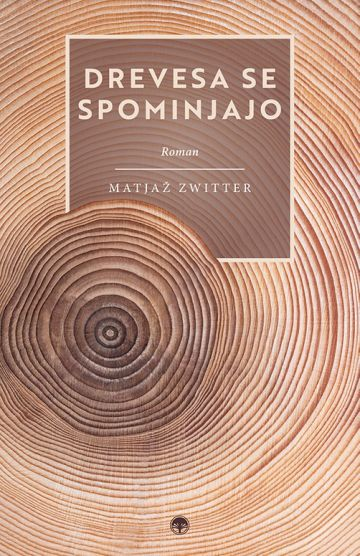 DREVESA SE
SPOMINJAJO
Roman
MATJAŽ ZWITTER